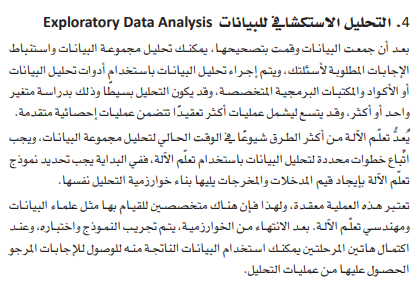 4. التحليل الاستكشافي للبيانات Exploratory Data Analysis
بعد أن جمعت البيانات وقمت بتصحيحها، يمكنك تحليل مجموعة البيانات واستنباط
الإجابات المطلوبة لأسئلتك، ويتم إجراء تحليل البيانات باستخدام أدوات تحليل البيانات
أو الأكواد والمكتبات البرمجية المتخصصة، وقد يكون التحليل بسيطًا وذلك بدراسة متغير
واحد أو أكثر، وقد يتسع ليشمل عمليات أكثر تعقيدًا تتضمن عمليات إحصائية متقدمة.
يُعدُّ تعلّم الآلة من أكثر الطرق شيوعًا في الوقت الحالي لتحليل مجموعة البيانات، ويجب
اتّباع خطوات محددة لتحليل البيانات باستخدام تعلّم الآلة، ففي البداية يجب تحديد نموذج
تعلّم الآلة بإيجاد قيم المدخلات والمخرجات يليها بناء خوارزمية التحليل نفسها.
تعتبر هذه العملية معقدة، ولهذا فإن هناك متخصصين للقيام بها مثل علماء البيانات
ومهندسي تعلّم الآلة. بعد الانتهاء من الخوارزمية، يتم تجريب النموذج واختباره، وعند
اكتمال هاتين المرحلتين يمكنك استخدام البيانات الناتجة منه للوصول للإجابات المرجو
الحصول عليها من عمليات التحليل.